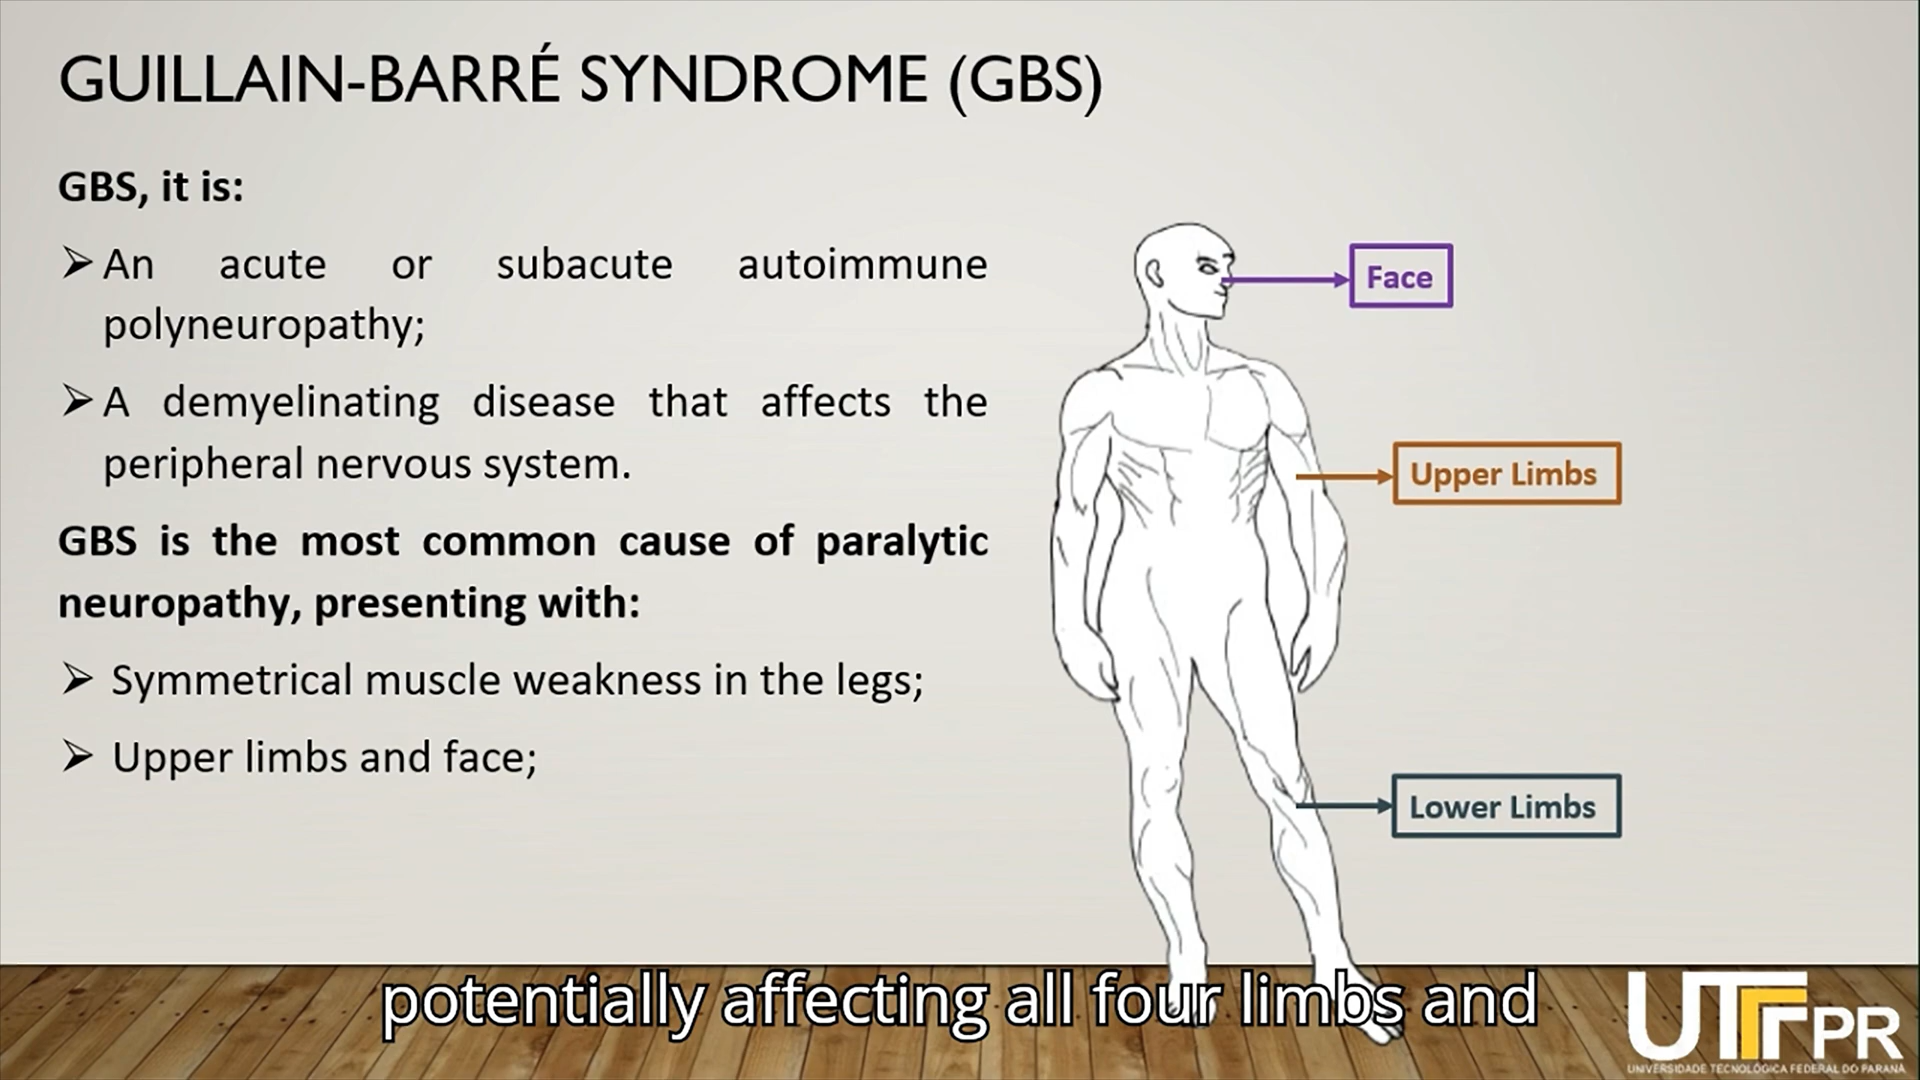 GUILLAIN-BARRÉ SYNDROME (GBS)
GBS, it is:
➢ An acute or subacute autoimmune
polyneuropathy;
➢ A demyelinating disease that affects the
peripheral nervous system.
GBS is the most common cause of paralytic
neuropathy, presenting with:
➢ Symmetrical muscle weakness in the legs;
➢ Upper limbs and face;
Face
Upper Limbs
Lower Limbs
potentially affecting all four limbs and
UTFPR
UNIVERSIDADE TECNOLÓGICA FEDERAL DO PARANÁ